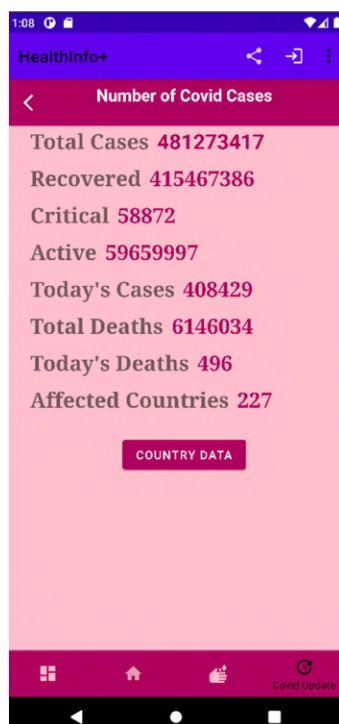 1:08
HealthInfo+
Number of Covid Cases
Total Cases 481273417
Recovered 415467386
Critical 58872
Active 59659997
Today's Cases 408429
Total Deaths 6146034
Today's Deaths 496
Affected Countries 227
COUNTRY DATA
Covid Update